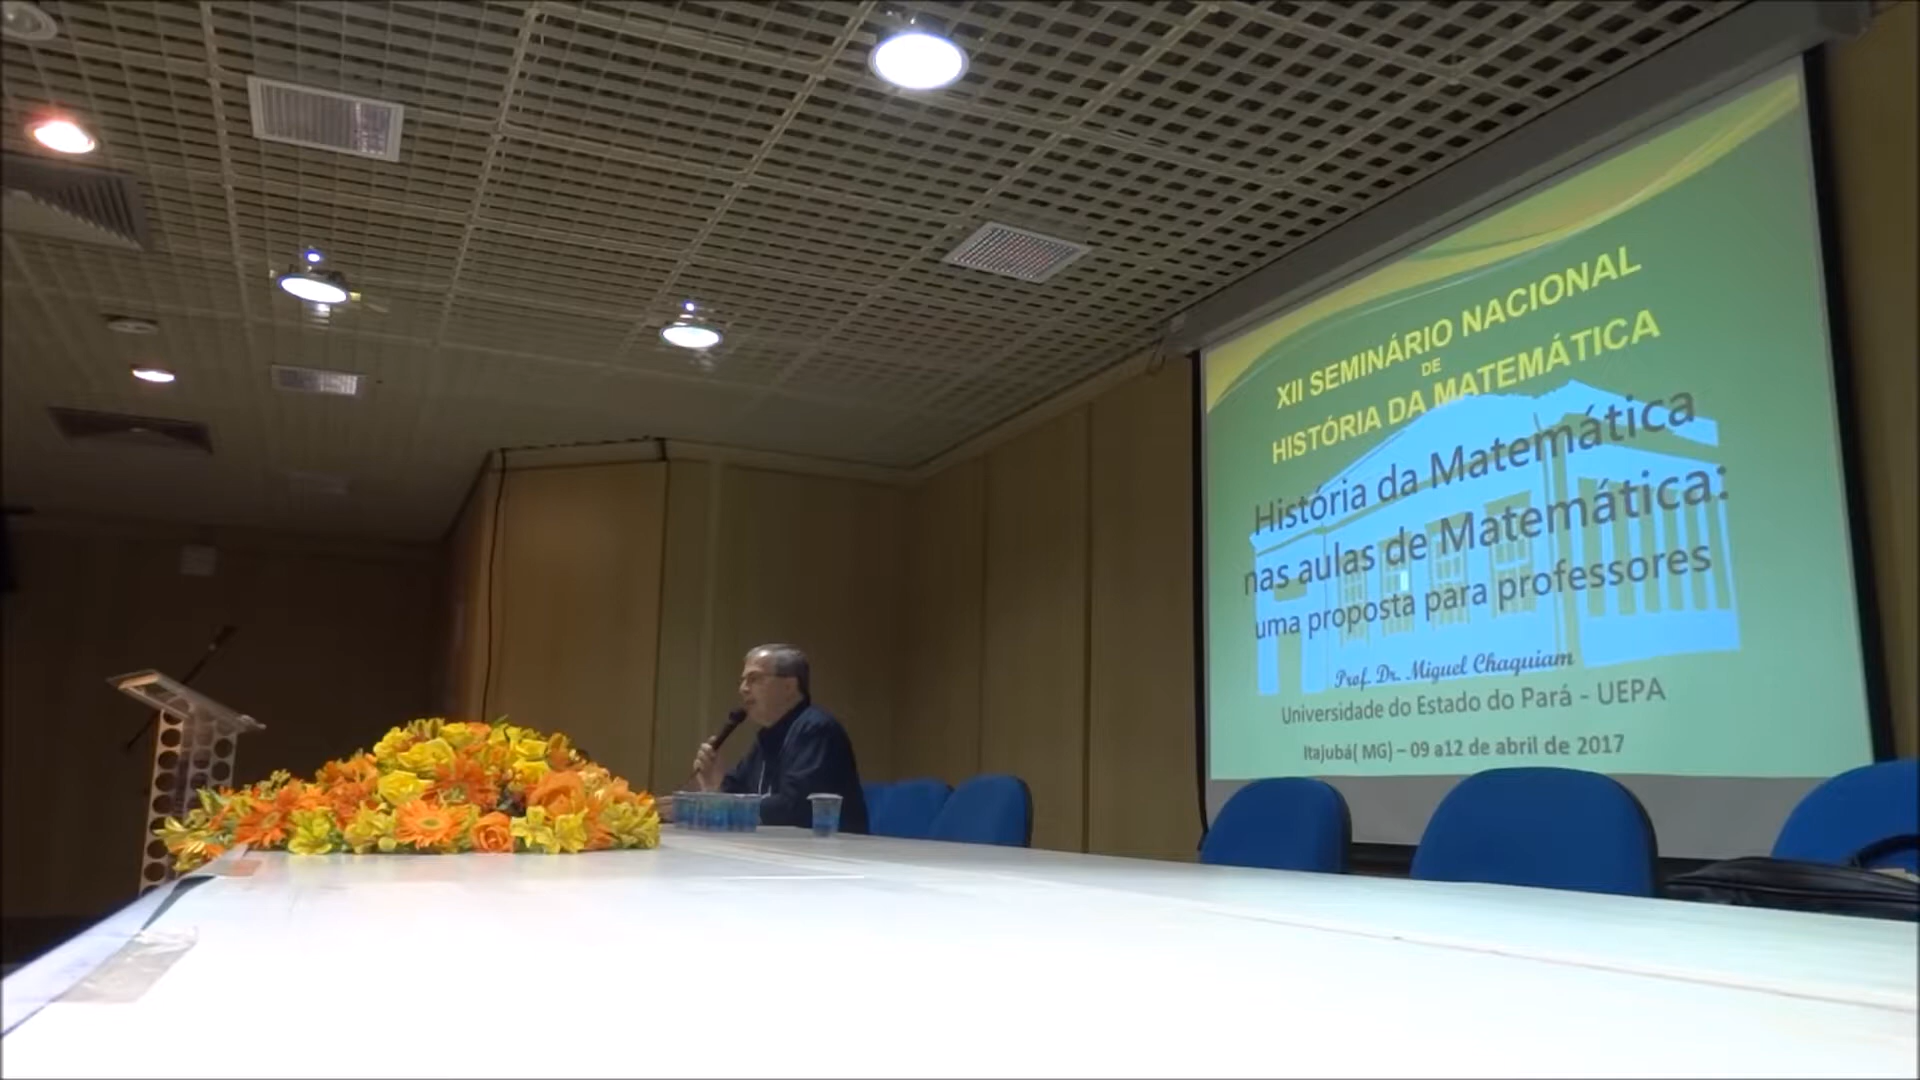 XII SEMINÁRIO NACIONAL
DE
HISTÓRIA DA MATEMÁTICA
História da Matemática
nas aulas de Matemática:
uma proposta para professores
Prof. Dr. Miguel Chaquiam
Universidade do Estado do Pará - UEPA
Itajubá( MG) – 09 a12 de abril de 2017